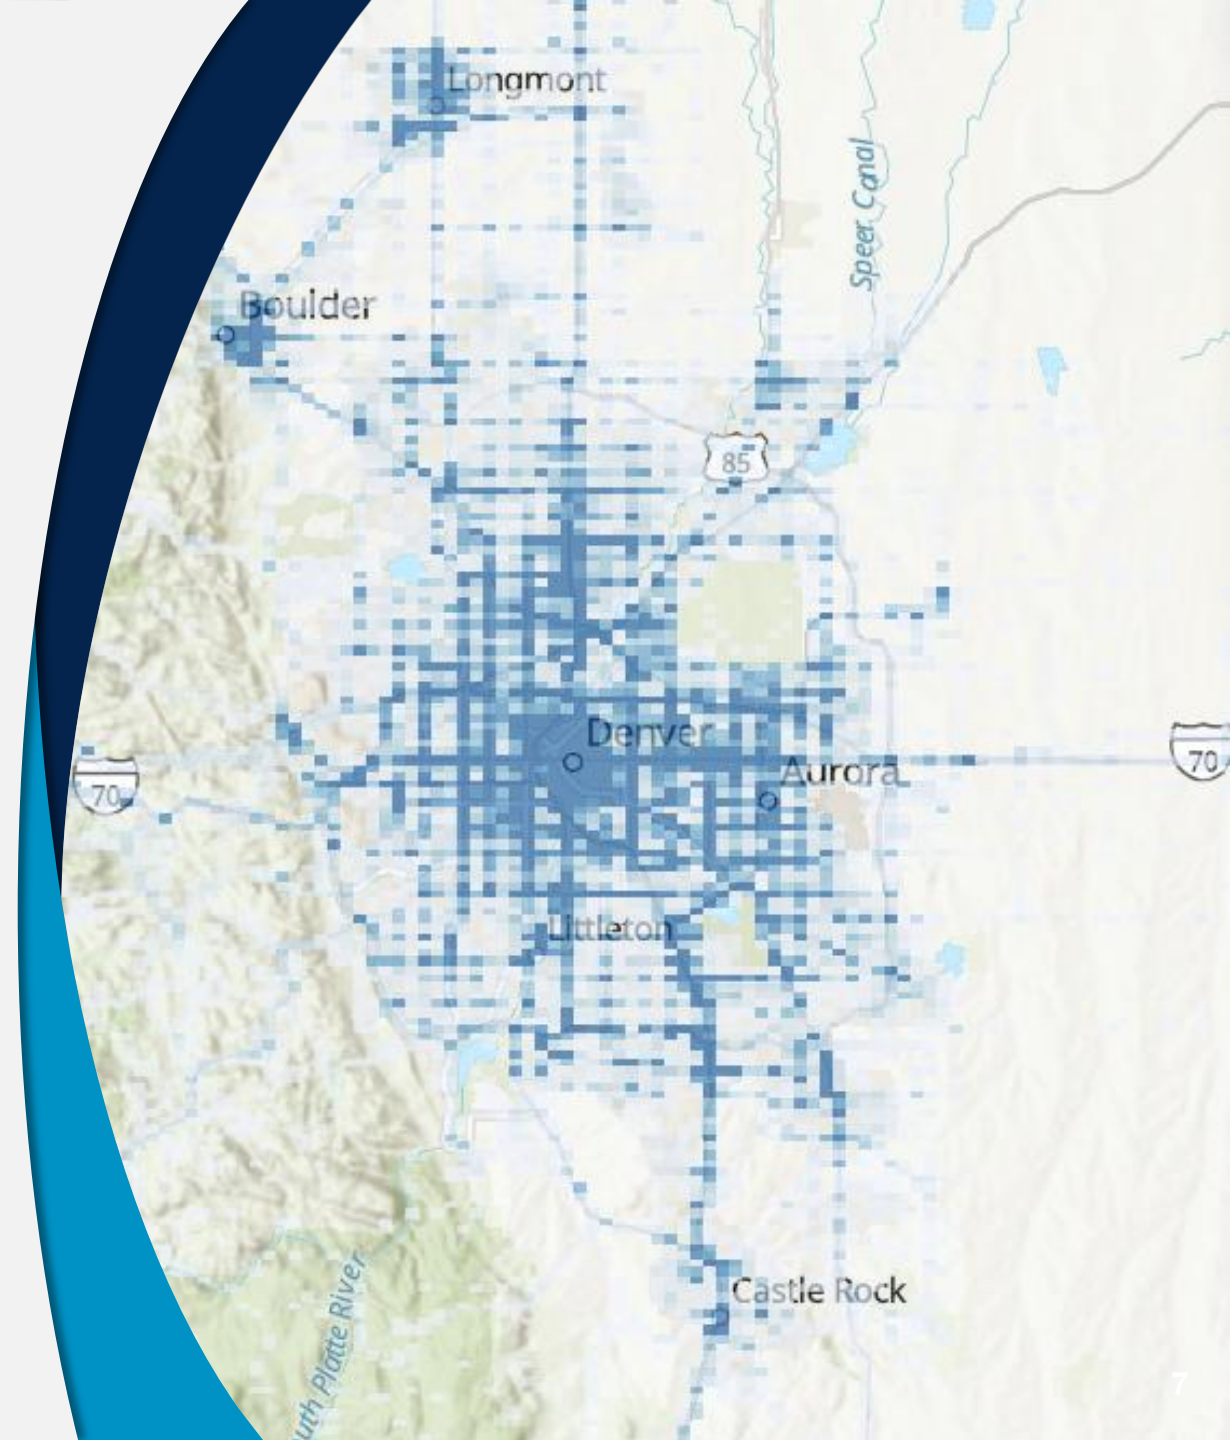 Longmont
Speer Canal
Boulder
85
Denver
70
Aurora
70
Littleton
Castle Rock
uth Platte River
7